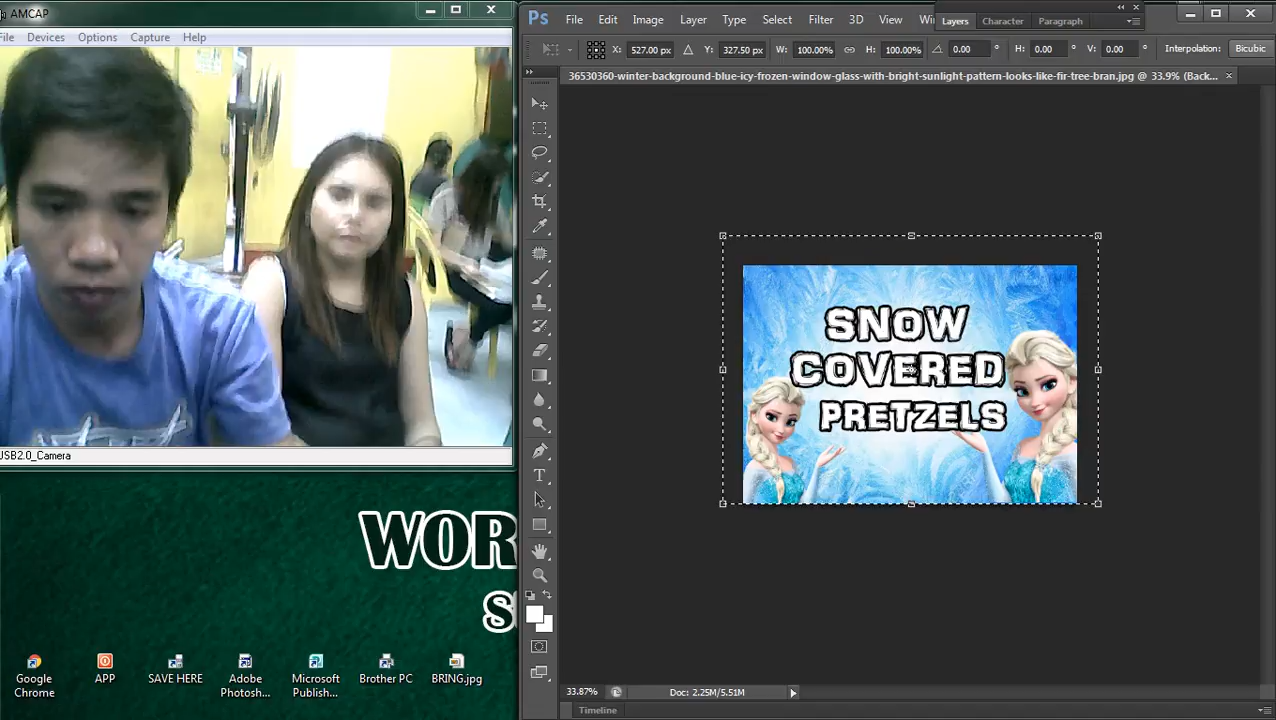 AMCAP
File Devices Options Capture Help
USB2.0_Camera
WOR
Google Chrome
APP
SAVE HERE
Adobe Photosh...
Microsoft Publish...
Brother PC
BRING.jpg
Ps File Edit Image Layer Type Select Filter 3D View
Layers Character Paragraph
X: 527.00 px Y: 327.50 px W: 100.00% H: 100.00% 0.00 ° H: 0.00 ° V: 0.00 ° Interpolation: Bicubic
36530360-winter-background-blue-icy-frozen-window-glass-with-bright-sunlight-pattern-looks-like-fir-tree-bran.jpg @ 33.9% (Back...
SNOW
COVERED
PRETZELS
33.87% Doc: 2.25M/5.51M
Timeline